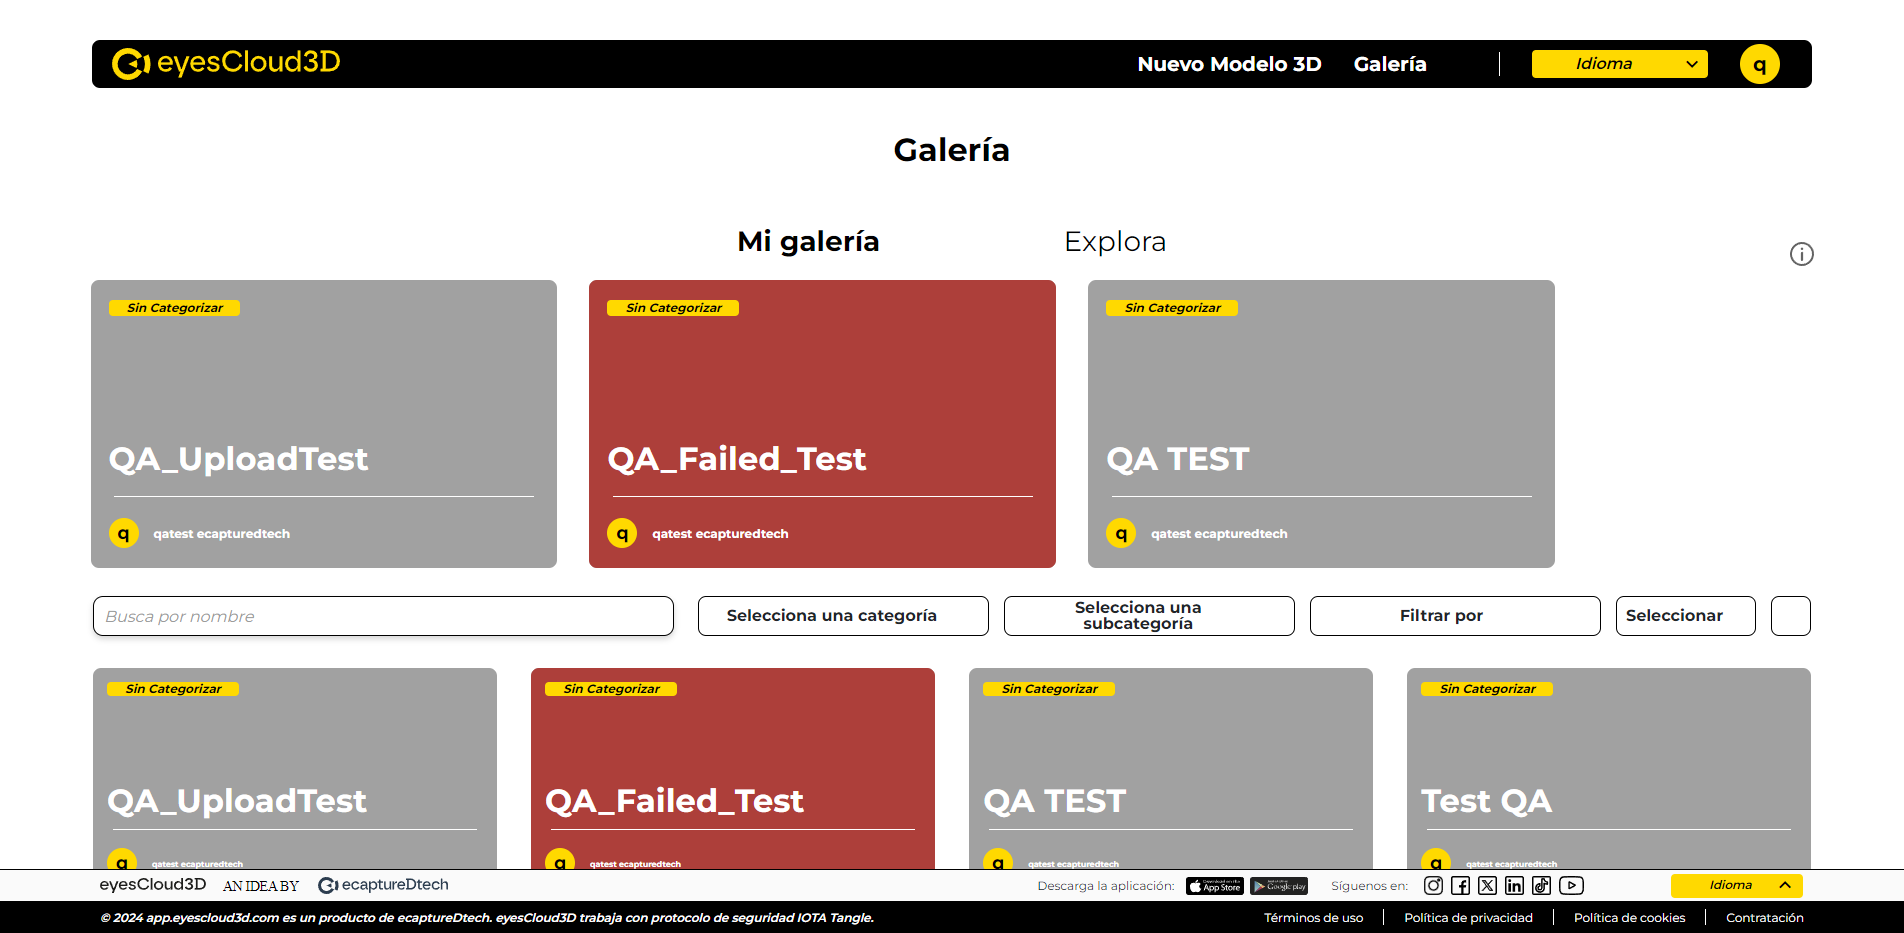 eyesCloud3D
Nuevo Modelo 3D
Galería
Idioma
q
Galería
Mi galería
Explora
Sin Categorizar
QA_UploadTest
q
qatest ecapturedtech
Sin Categorizar
QA_Failed_Test
q
qatest ecapturedtech
Sin Categorizar
QA TEST
q
qatest ecapturedtech
Busca por nombre
Selecciona una categoría
Selecciona una
subcategoría
Filtrar por
Seleccionar
Sin Categorizar
QA_UploadTest
q
qatest ecapturedtech
Sin Categorizar
QA_Failed_Test
q
qatest ecapturedtech
Sin Categorizar
QA TEST
q
qatest ecapturedtech
Sin Categorizar
Test QA
q
qatest ecapturedtech
eyesCloud3D
AN IDEA BY
ecaptureDtech
Descarga la aplicación:
App Store
Google play
Síguenos en:
Idioma
© 2024 app.eyescloud3d.com es un producto de ecaptureDtech. eyesCloud3D trabaja con protocolo de seguridad IOTA Tangle.
Términos de uso
Política de privacidad
Política de cookies
Contratación